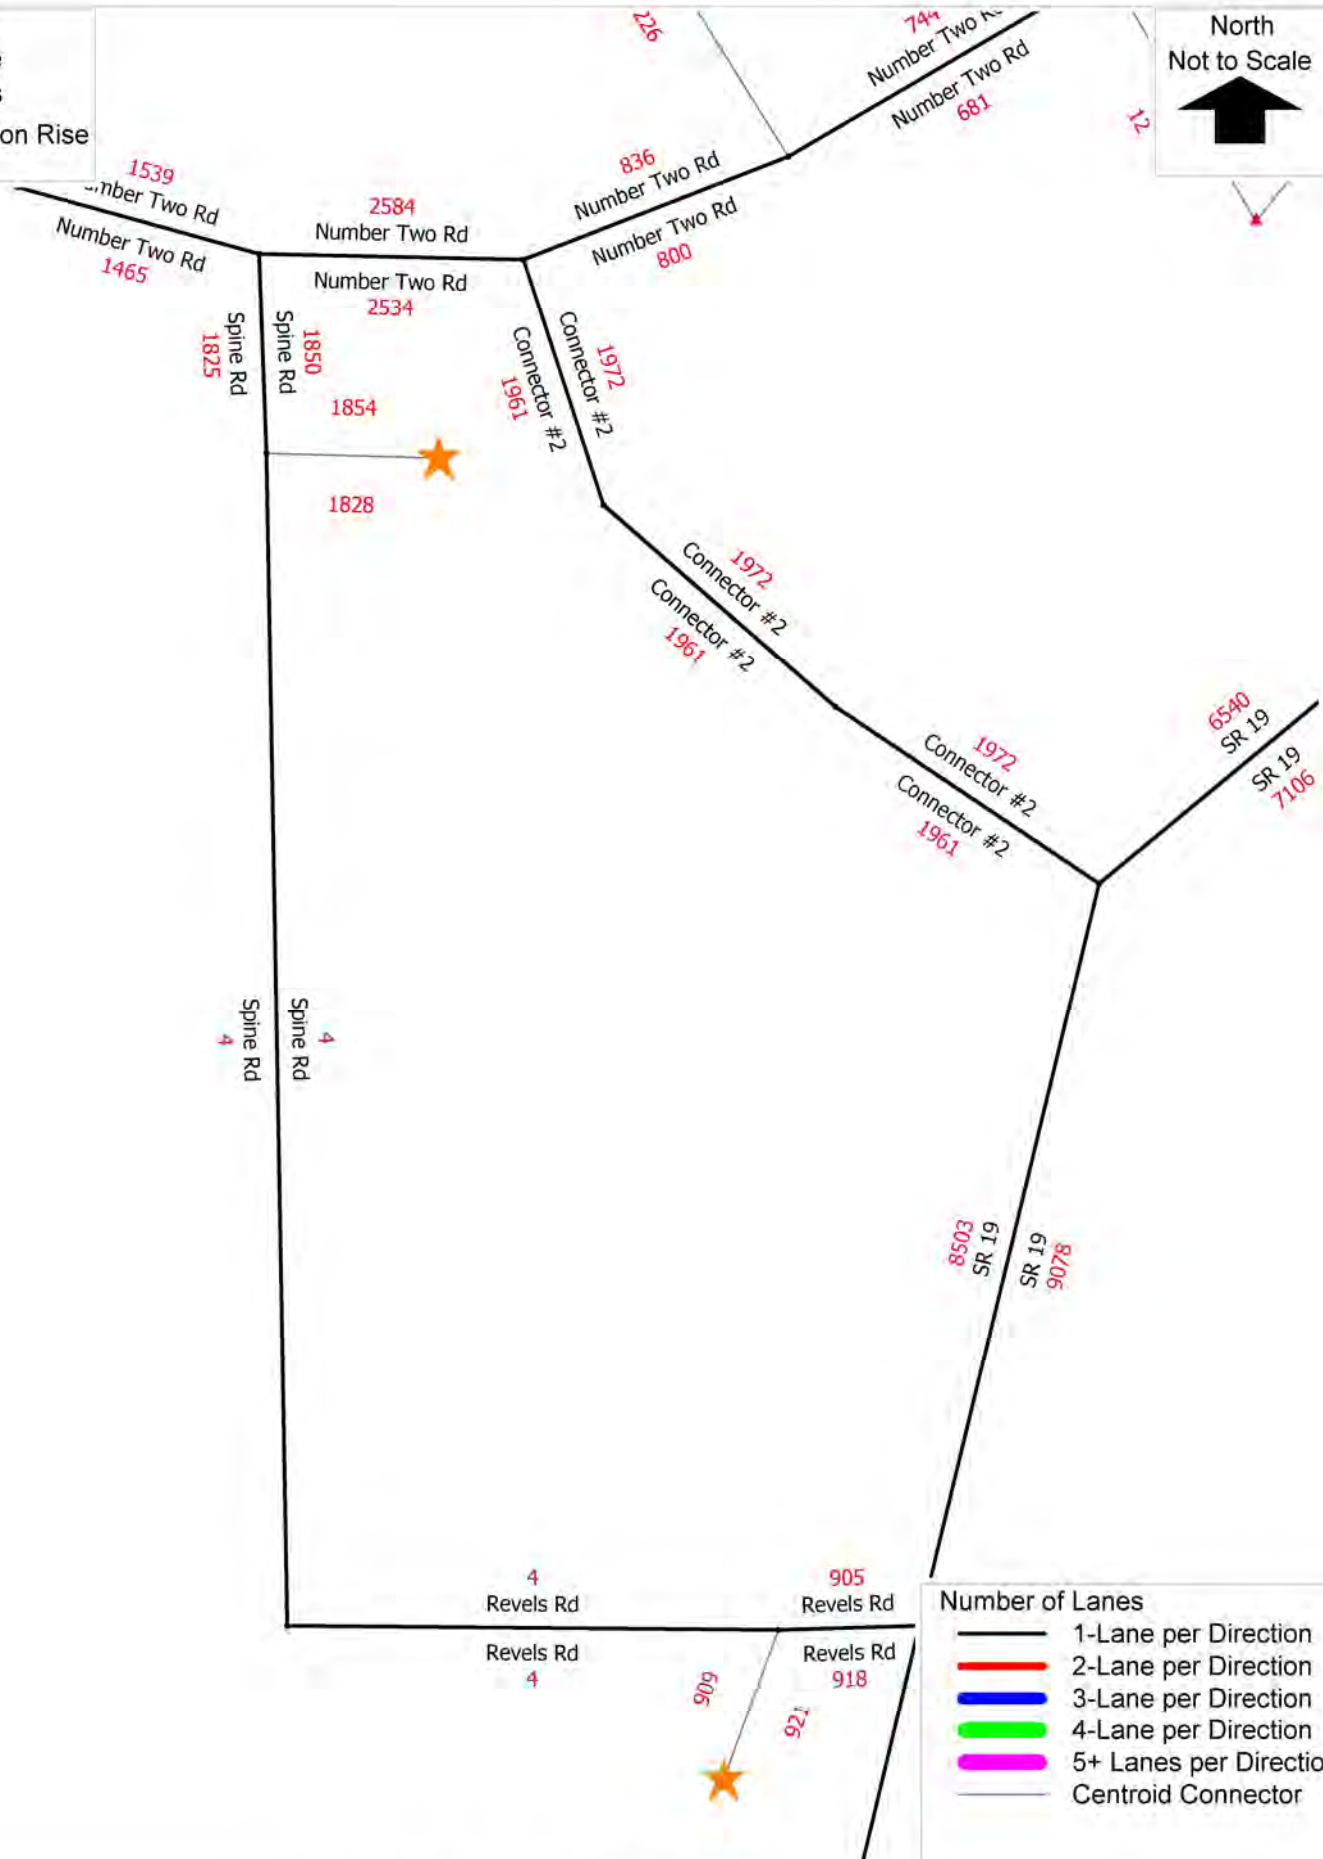 on Rise
North
Not to Scale
226
744
Number Two
Number Two Rd
681
12
1539
Two Rd
Number Two Rd
1465
2584
Number Two Rd
Number Two Rd
2534
836
Number Two Rd
Number Two Rd
800
Spine Rd
1825
1850
Spine Rd
1854
1828
1972
Connector #2
Connector #2
1961
1972
Connector #2
Connector #2
1961
1972
Connector #2
Connector #2
1961
6540
SR 19
SR 19
7106
4
Spine Rd
Spine Rd
4
8503
SR 19
SR 19
9078
4
Revels Rd
Revels Rd
4
905
Revels Rd
Revels Rd
918
909
921
Number of Lanes
1-Lane per Direction
2-Lane per Direction
3-Lane per Direction
4-Lane per Direction
5+ Lanes per Directio
Centroid Connector